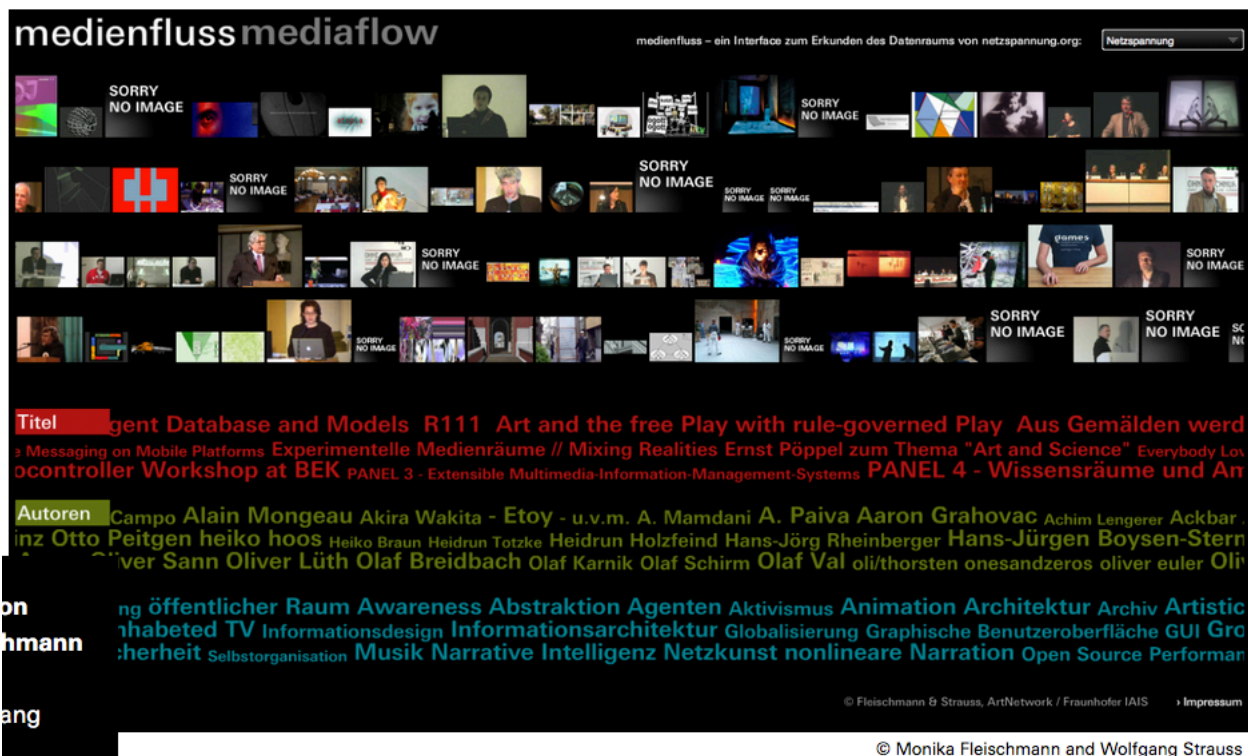 medienfluss mediaflow
medienfluss – ein Interface zum Erkunden des Datenraums von netzspannung.org: Netzspannung
SORRY
NO IMAGE
SORRY
NO IMAGE
SORRY
NO IMAGE
SORRY
NO IMAGE
SORRY
NO IMAGE
SORRY
NO IMAGE
games
SORRY
NO IMAGE
SORRY
NO IMAGE
SORRY
NO IMAGE
SORRY
NO IMAGE
SORRY
NO IMAGE
SORRY
NO IMAGE
Titel gent Database and Models R111 Art and the free Play with rule-governed Play Aus Gemälden werd
e Messaging on Mobile Platforms Experimentelle Medienräume // Mixing Realities Ernst Pöppel zum Thema "Art and Science" Everybody Lov
ocontroller Workshop at BEK PANEL 3 - Extensible Multimedia-Information-Management-Systems PANEL 4 - Wissensräume und Am
Autoren Campo Alain Mongeau Akira Wakita - Etoy - u.v.m. A. Mamdani A. Paiva Aaron Grahovac Achim Lengerer Ackbar
inz Otto Peitgen heiko hoos Heiko Braun Heidrun Totzke Heidrun Holzfeind Hans-Jörg Rheinberger Hans-Jürgen Boysen-Stern
iver Sann Oliver Lüth Olaf Breidbach Olaf Karnik Olaf Schirm Olaf Val oli/thorsten onesandzeros oliver euler Oli
on
hmann
ang
ng öffentlicher Raum Awareness Abstraktion Agenten Aktivismus Animation Architektur Archiv Artistic
nhabeted TV Informationsdesign Informationsarchitektur Globalisierung Graphische Benutzeroberfläche GUI Gro
cherheit Selbstorganisation Musik Narrative Intelligenz Netzkunst nonlineare Narration Open Source Performan
© Fleischmann & Strauss, ArtNetwork / Fraunhofer IAIS › Impressum
© Monika Fleischmann and Wolfgang Strauss